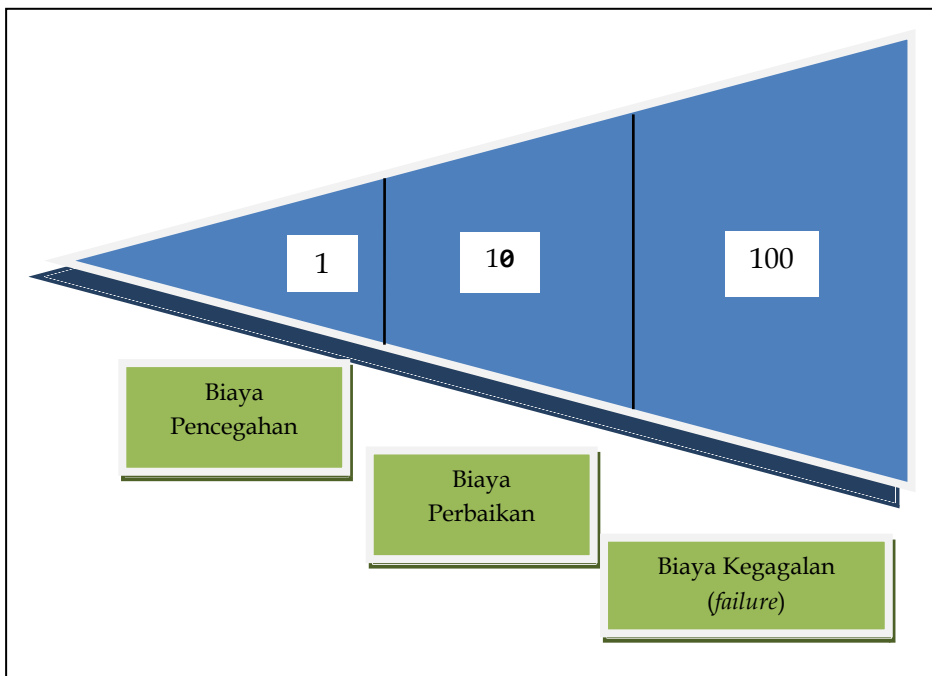 1
10
100
Biaya
Pencegahan
Biaya
Perbaikan
Biaya Kegagalan
(failure)